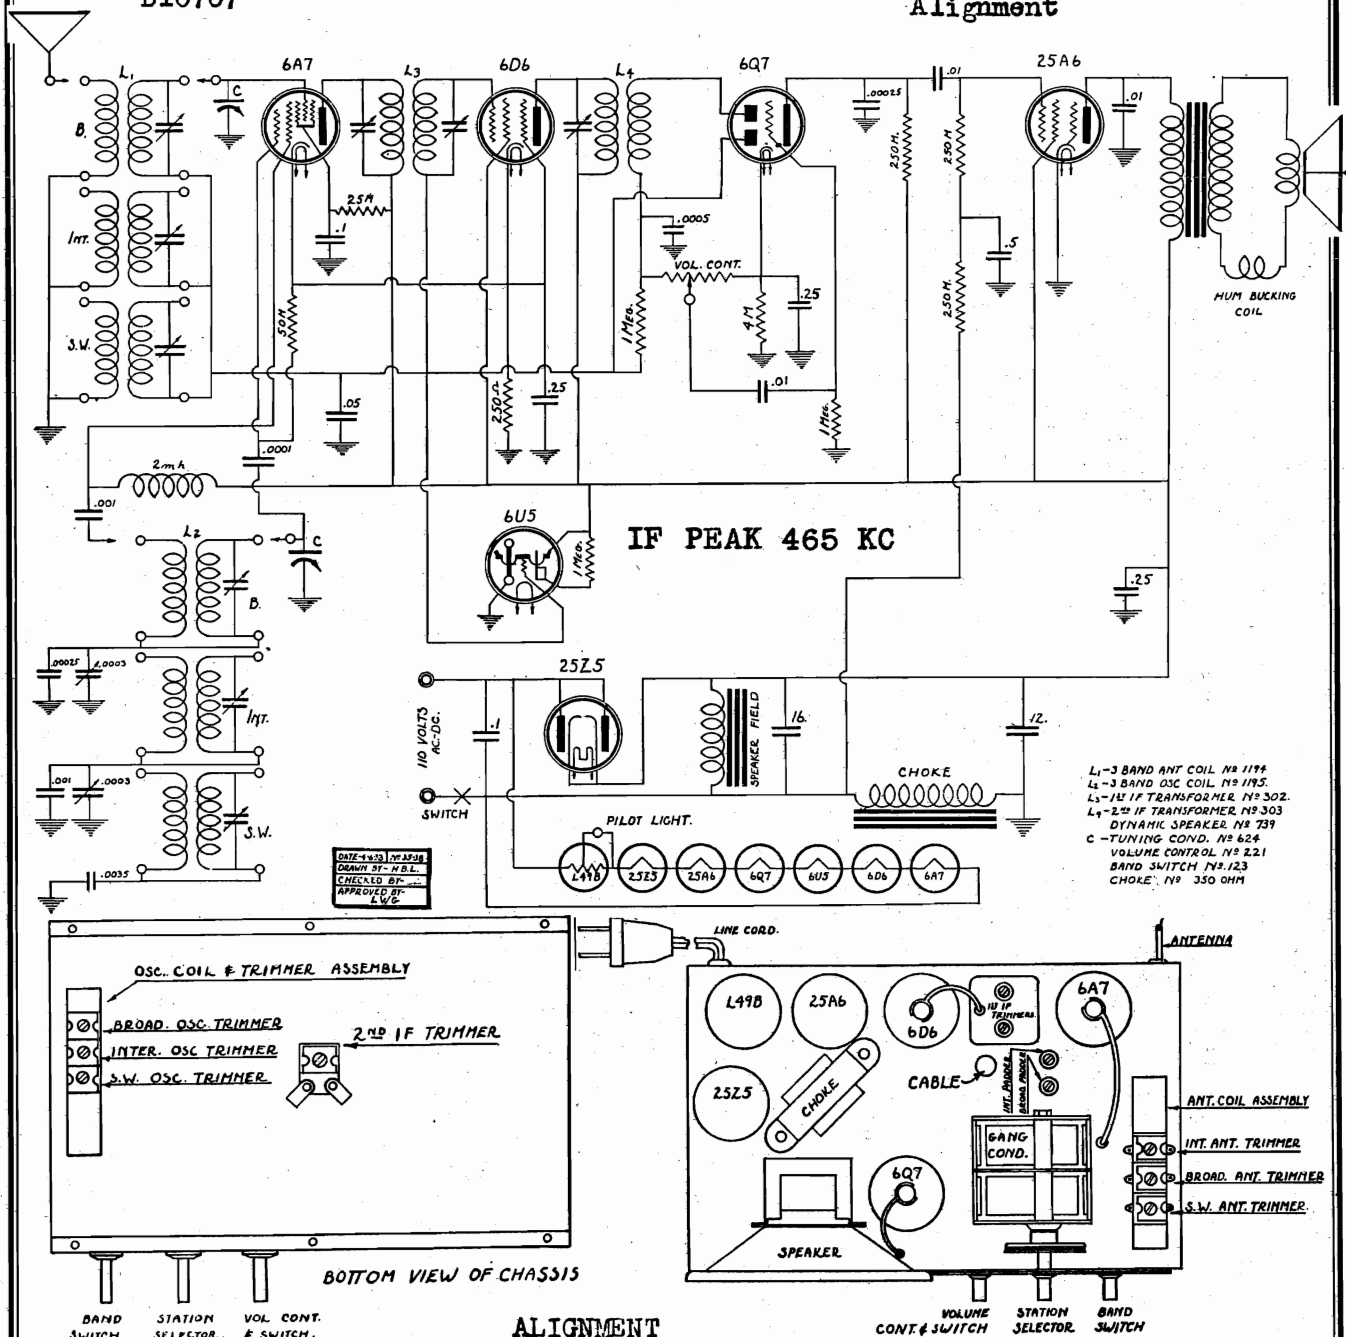 Alignment
6A7
L3
6D6
L4
6Q7
25A6
L1
C
.00025
.01
.01
B.
250M.
250M.
25M
.1
.0005
INT.
VOL. CONT.
.5
.25
50M
1 MEG.
4M
250M.
HUM BUCKING
COIL
S.W.
.05
250Ω
.25
.01
1 MEG.
.0001
2mh.
.001
L2
6U5
IF PEAK 465 KC
C
1 MEG.
.25
B.
.00025
.0003
25Z5
INT.
110 VOLTS
AC-DC.
.1
SPEAKER FIELD
16.
12.
.001
.0003
CHOKE
SWITCH
S.W.
PILOT LIGHT.
L1-3 BAND ANT COIL Nº 1194
L2-3 BAND OSC COIL Nº 1195.
L3-1ST IF TRANSFORMER Nº 302.
L4-2ND IF TRANSFORMER Nº 303
DYNAMIC SPEAKER Nº 739
C -TUNING COND. Nº 624
VOLUME CONTROL Nº 221
BAND SWITCH Nº.123
CHOKE Nº 350 OHM
L49B
25Z5
25A6
6Q7
6U5
6D6
6A7
.0035
DRAWN BY- H.B.L.
CHECKED BY-
APPROVED BY-
LWG
LINE CORD.
ANTENNA
OSC. COIL & TRIMMER ASSEMBLY
BROAD. OSC. TRIMMER
INTER. OSC TRIMMER
S.W. OSC. TRIMMER
2ND IF TRIMMER
L49B
25A6
6D6
1ST IF
TRIMMERS.
6A7
25Z5
CHOKE
CABLE
INT. PADDER
BROAD PADDER
ANT. COIL ASSEMBLY
GANG
COND.
INT. ANT. TRIMMER
BROAD. ANT. TRIMMER
S.W. ANT. TRIMMER.
6Q7
SPEAKER
BOTTOM VIEW OF CHASSIS
BAND
SWITCH
STATION
SELECTOR.
VOL CONT.
& SWITCH.
VOLUME
CONT. & SWITCH
STATION
SELECTOR
BAND
SWITCH
ALIGNMENT